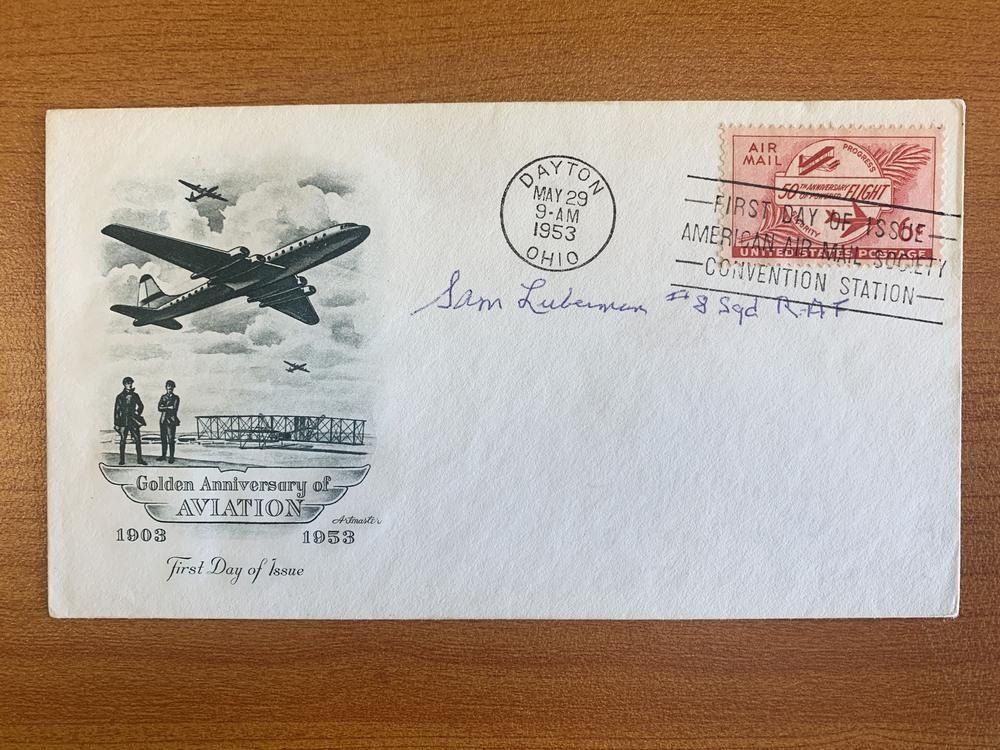 DAYTON
MAY 29
9-AM
1953
OHIO
AIR MAIL
PROGRESS
50TH ANNIVERSARY OF POWERED FLIGHT
6¢
UNITED STATES POSTAGE
FIRST DAY OF ISSUE
AMERICAN AIR MAIL SOCIETY
CONVENTION STATION
Sam Luberman #8 Sqd R.A.F
Golden Anniversary of
AVIATION
Artmaster
1903 1953
First Day of Issue